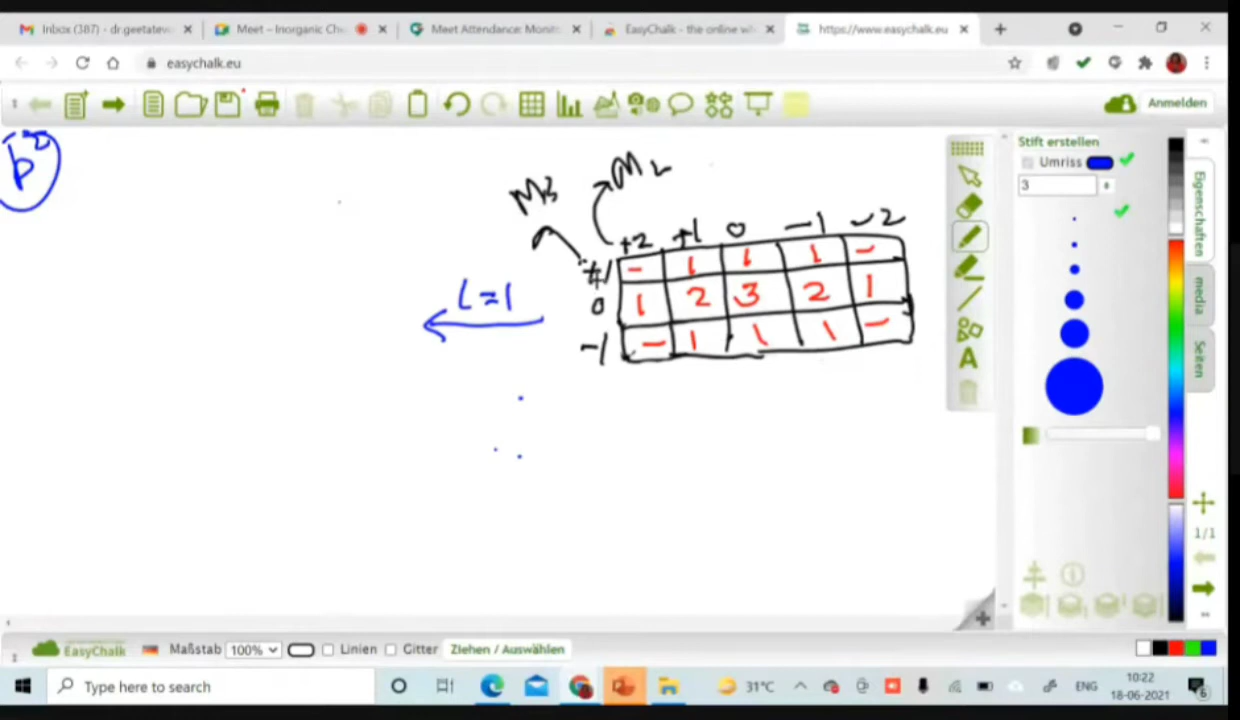 Inbox (387) - dr.geetatew
Meet – Inorganic Che
Meet Attendance: Monito
EasyChalk - the online wh
https://www.easychalk.eu
easychalk.eu
Anmelden
Stift erstellen
Umriss
3
Eigenschaften
media
Seiten
p²
M
+2 +1 0 -1 -2
+1 - 1 1 1 -
0 1 2 3 2 1
-1 - 1 1 1 -
L=1
1/1
EasyChalk
Maßstab 100% Linien Gitter Ziehen / Auswählen
Type here to search
31°C
ENG
10:22
18-06-2021
6